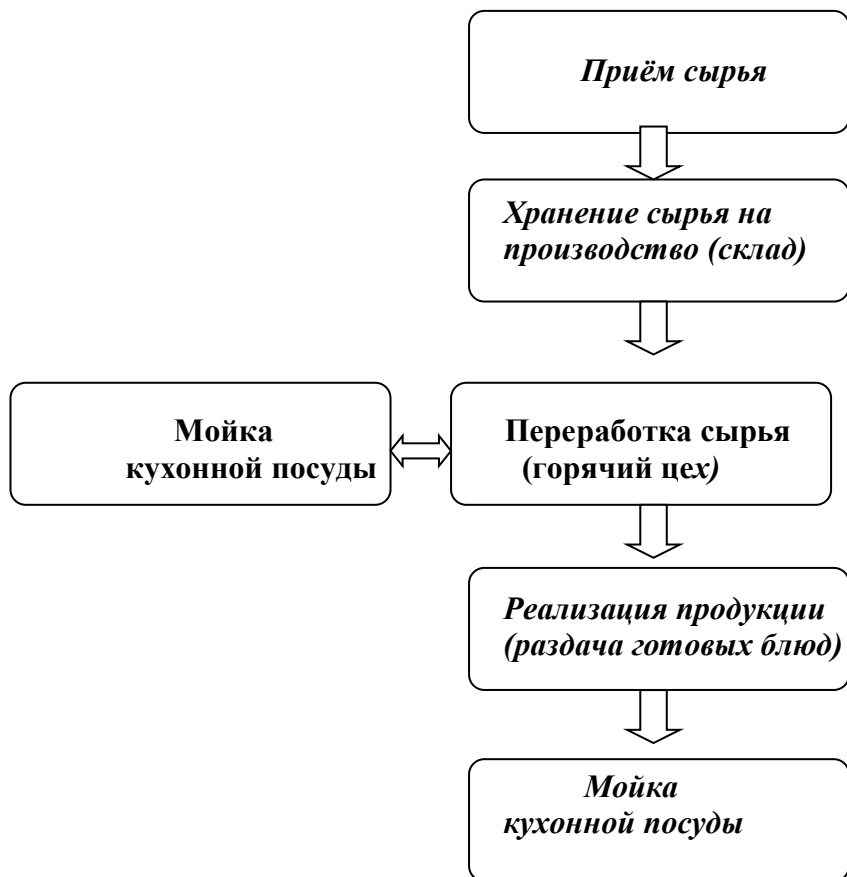 Приём сырья
Хранение сырья на
производство (склад)
Мойка
кухонной посуды
Переработка сырья
(горячий цех)
Реализация продукции
(раздача готовых блюд)
Мойка
кухонной посуды